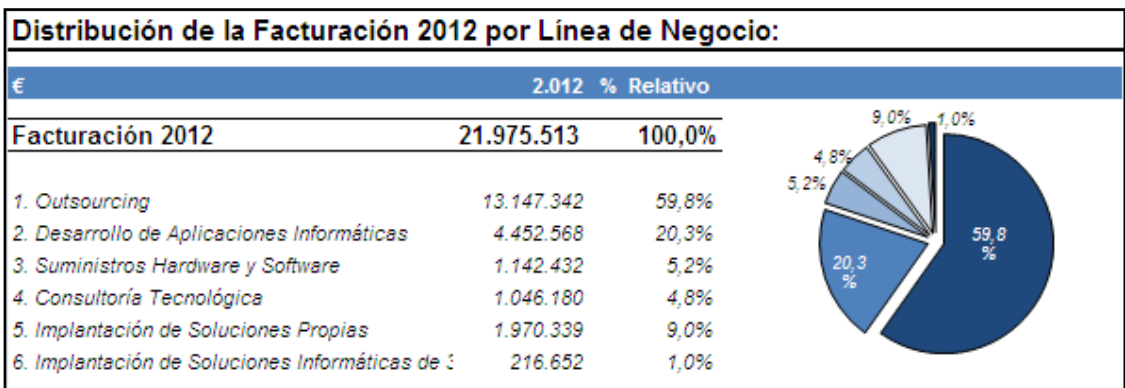 Distribución de la Facturación 2012 por Línea de Negocio:
€ 2.012 % Relativo
Facturación 2012 21.975.513 100,0%
1. Outsourcing 13.147.342 59,8%
2. Desarrollo de Aplicaciones Informáticas 4.452.568 20,3%
3. Suministros Hardware y Software 1.142.432 5,2%
4. Consultoría Tecnológica 1.046.180 4,8%
5. Implantación de Soluciones Propias 1.970.339 9,0%
6. Implantación de Soluciones Informáticas de 216.652 1,0%
9,0% 1,0%
4,8%
5,2%
59,8
%
20,3
%